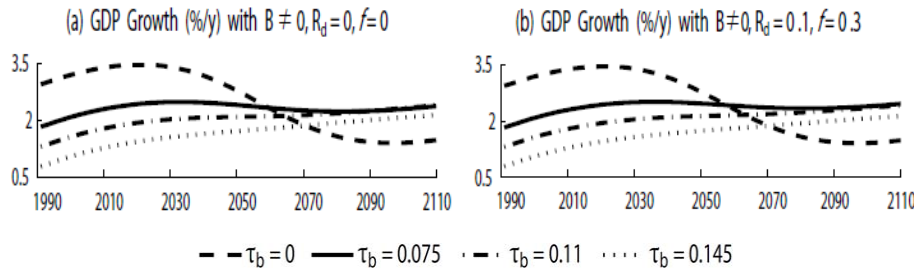 (a) GDP Growth (%/y) with B ≠ 0, R_d = 0, f = 0
3.5
2
0.5
1990 2010 2030 2050 2070 2090 2110
(b) GDP Growth (%/y) with B≠0, R_d = 0.1, f = 0.3
3.5
2
0.5
1990 2010 2030 2050 2070 2090 2110
τ_b = 0 τ_b = 0.075 τ_b = 0.11 τ_b = 0.145